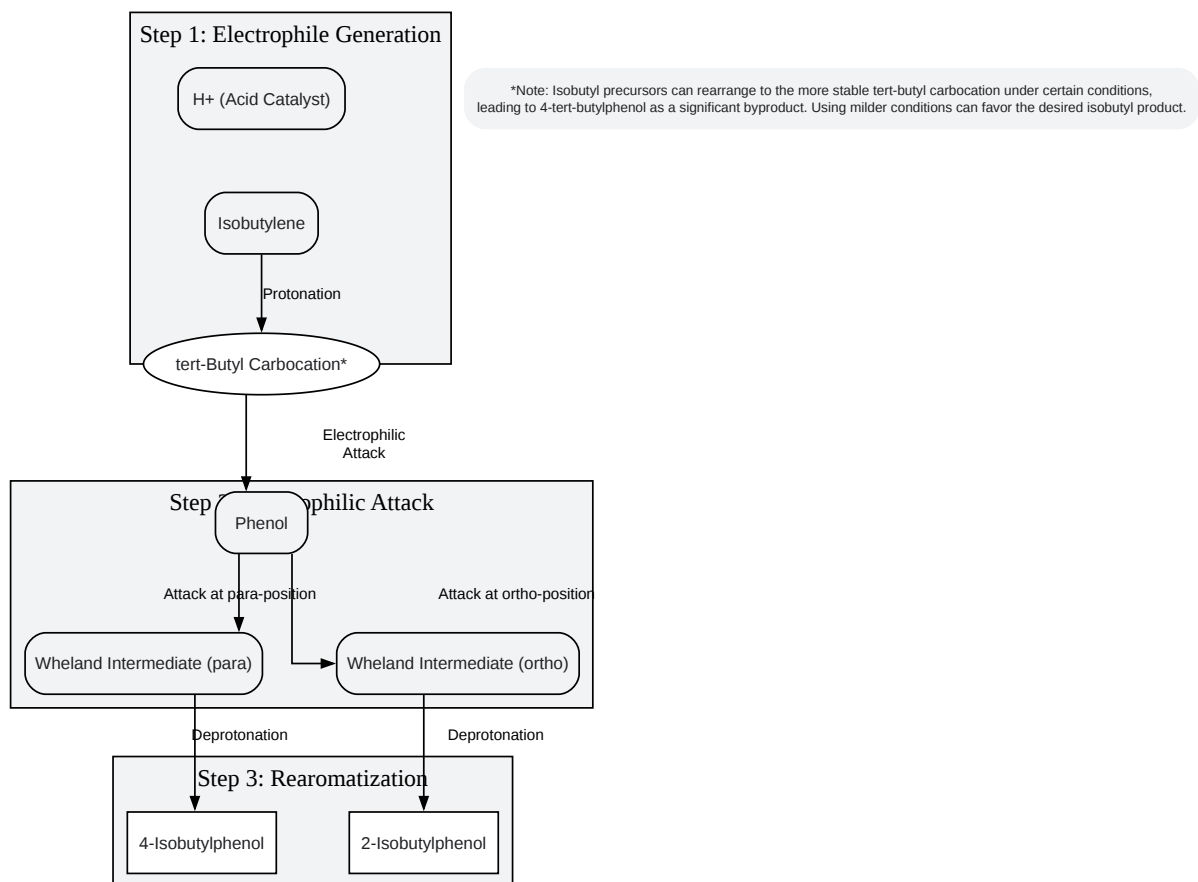 Step 1: Electrophile Generation
H+ (Acid Catalyst)
*Note: Isobutyl precursors can rearrange to the more stable tert-butyl carbocation under certain conditions,
leading to 4-tert-butylphenol as a significant byproduct. Using milder conditions can favor the desired isobutyl product.
Isobutylene
Protonation
tert-Butyl Carbocation*
Electrophilic
Attack
Step ophilic Attack
Phenol
Attack at para-position
Attack at ortho-position
Wheland Intermediate (para)
Wheland Intermediate (ortho)
Deprotonation
Deprotonation
Step 3: Rearomatization
4-Isobutylphenol
2-Isobutylphenol